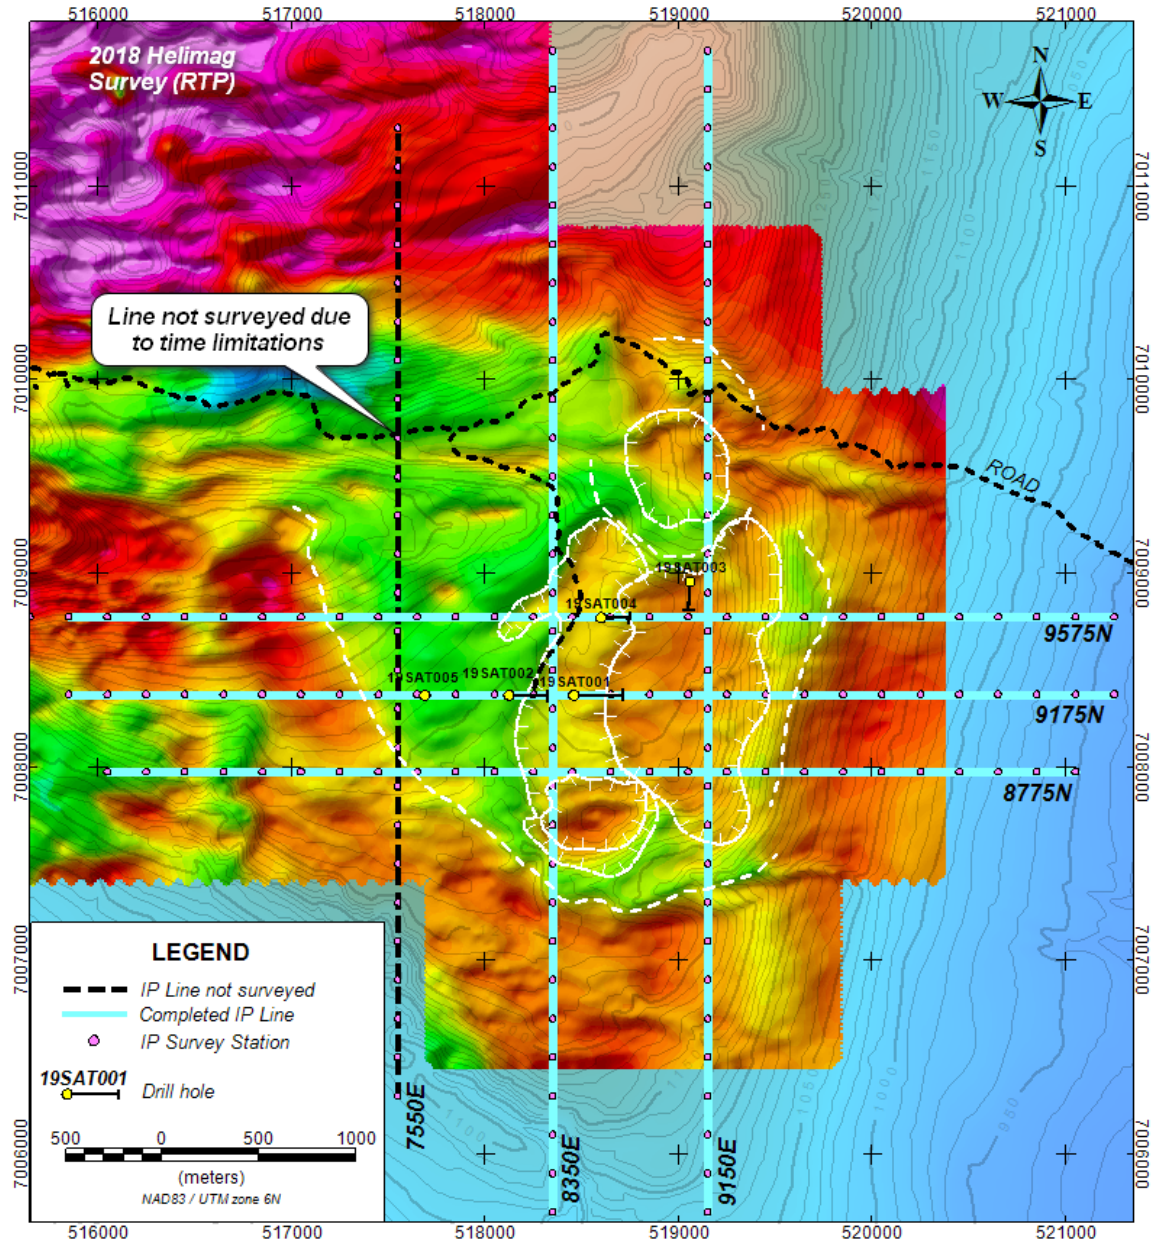 516000 517000 518000 519000 520000 521000
2018 Helimag
Survey (RTP)
N
W E
S
7011000 7011000
Line not surveyed due
to time limitations
7010000 7010000
ROAD
7009000 7009000
19SAT003
19SAT004
9575N
19SAT005 19SAT002 19SAT001
9175N
7008000 7008000
8775N
7007000 7007000
LEGEND
IP Line not surveyed
Completed IP Line
IP Survey Station
19SAT001
Drill hole
500 0 500 1000
(meters)
NAD83 / UTM zone 6N
7550E
8350E
9150E
7006000 7006000
516000 517000 518000 519000 520000 521000